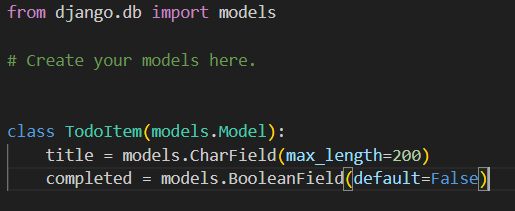 from django.db import models
# Create your models here.
class TodoItem(models.Model):
    title = models.CharField(max_length=200)
    completed = models.BooleanField(default=False)